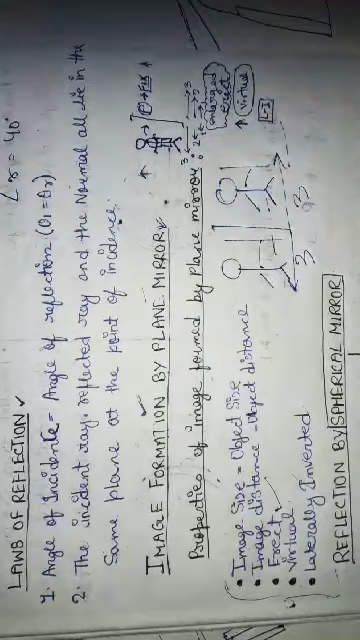 ∠r = 40°
LAWS OF REFLECTION
1. Angle of Incidente = Angle of reflection (θi = θr)
2. The incident ray, reflected ray and the Normal all lie in the
Same plane at the point of incidence.
IMAGE FORMATION BY PLANE MIRROR
Properties of image formed by Plane mirror:
• Image Size = Object Size
• Image distance = Object distance
• Erect
• Virtual
• Laterally Inverted
3
3
virtual
REFLECTION BY SPHERICAL MIRROR